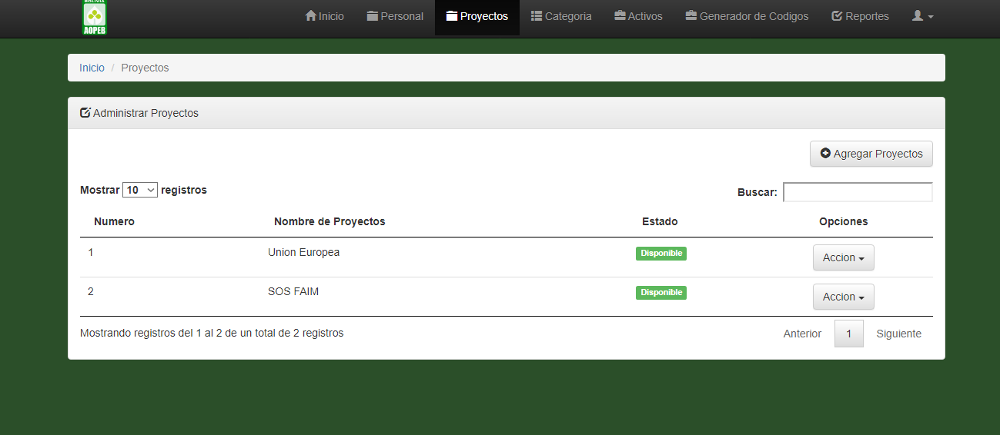 BOLIVIA
AOPEB
Inicio Personal Proyectos Categoria Activos Generador de Codigos Reportes
Inicio / Proyectos
Administrar Proyectos
Agregar Proyectos
Mostrar 10 registros
Buscar:
Numero Nombre de Proyectos Estado Opciones
1 Union Europea Disponible Accion
2 SOS FAIM Disponible Accion
Mostrando registros del 1 al 2 de un total de 2 registros
Anterior 1 Siguiente